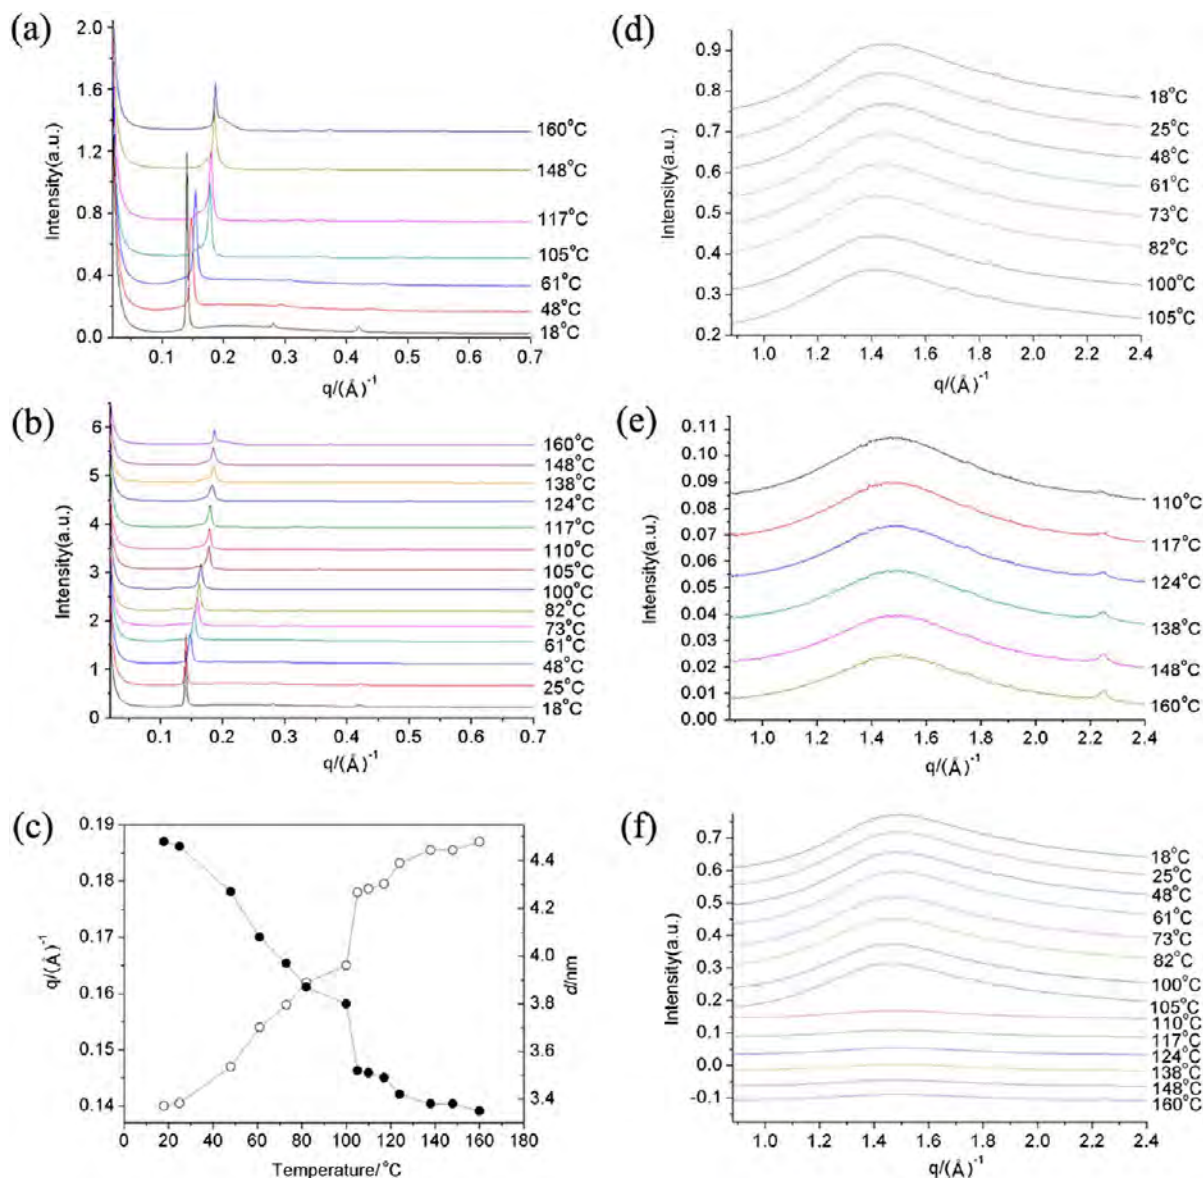 (a)
2.0
1.6
1.2
0.8
0.4
0.0
Intensity(a.u.)
160°C
148°C
117°C
105°C
61°C
48°C
18°C
0.1 0.2 0.3 0.4 0.5 0.6 0.7
q/(Å)⁻¹
(d)
0.9
0.8
0.7
0.6
0.5
0.4
0.3
0.2
Intensity(a.u.)
18°C
25°C
48°C
61°C
73°C
82°C
100°C
105°C
1.0 1.2 1.4 1.6 1.8 2.0 2.2 2.4
q/(Å)⁻¹
(b)
6
5
4
3
2
1
0
Intensity(a.u.)
160°C
148°C
138°C
124°C
117°C
110°C
105°C
100°C
82°C
73°C
61°C
48°C
25°C
18°C
0.1 0.2 0.3 0.4 0.5 0.6 0.7
q/(Å)⁻¹
(e)
0.11
0.10
0.09
0.08
0.07
0.06
0.05
0.04
0.03
0.02
0.01
0.00
Intensity(a.u.)
110°C
117°C
124°C
138°C
148°C
160°C
1.0 1.2 1.4 1.6 1.8 2.0 2.2 2.4
q/(Å)⁻¹
(c)
0.19
0.18
0.17
0.16
0.15
0.14
q/(Å)⁻¹
4.4
4.2
4.0
3.8
3.6
3.4
d/nm
0 20 40 60 80 100 120 140 160 180
Temperature/°C
(f)
0.7
0.6
0.5
0.4
0.3
0.2
0.1
0.0
-0.1
Intensity(a.u.)
18°C
25°C
48°C
61°C
73°C
82°C
100°C
105°C
110°C
117°C
124°C
138°C
148°C
160°C
1.0 1.2 1.4 1.6 1.8 2.0 2.2 2.4
q/(Å)⁻¹